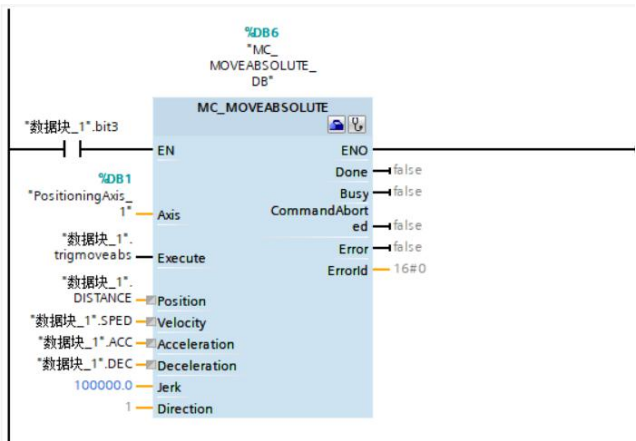 %DB6
"MC_
MOVEABSOLUTE_
DB"
MC_MOVEABSOLUTE
"数据块_1".bit3
EN
ENO
Done
false
Busy
false
%DB1
"PositioningAxis_
1"
Axis
CommandAbort
ed
false
"数据块_1".
trigmoveabs
Execute
Error
false
ErrorId
16#0
"数据块_1".
DISTANCE
Position
"数据块_1".SPED
Velocity
"数据块_1".ACC
Acceleration
"数据块_1".DEC
Deceleration
100000.0
Jerk
1
Direction